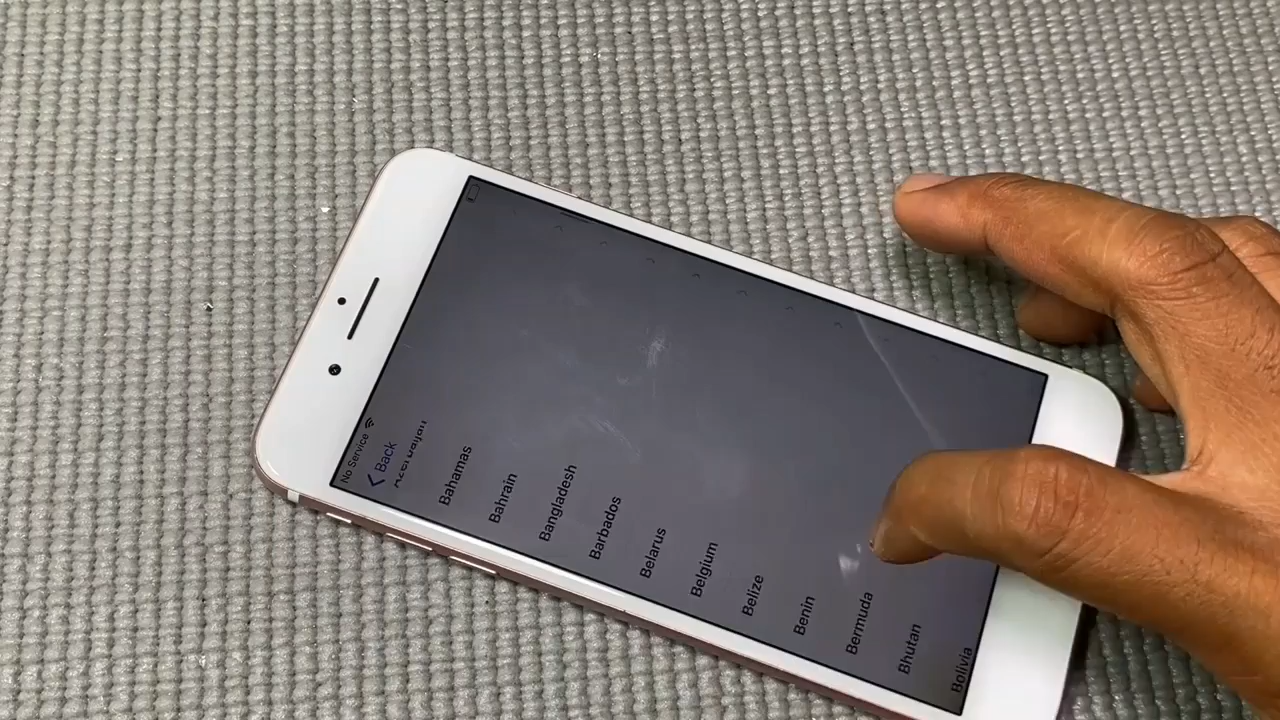 No Service
Back
Bahamas
Bahrain
Bangladesh
Barbados
Belarus
Belgium
Belize
Benin
Bermuda
Bhutan
Bolivia